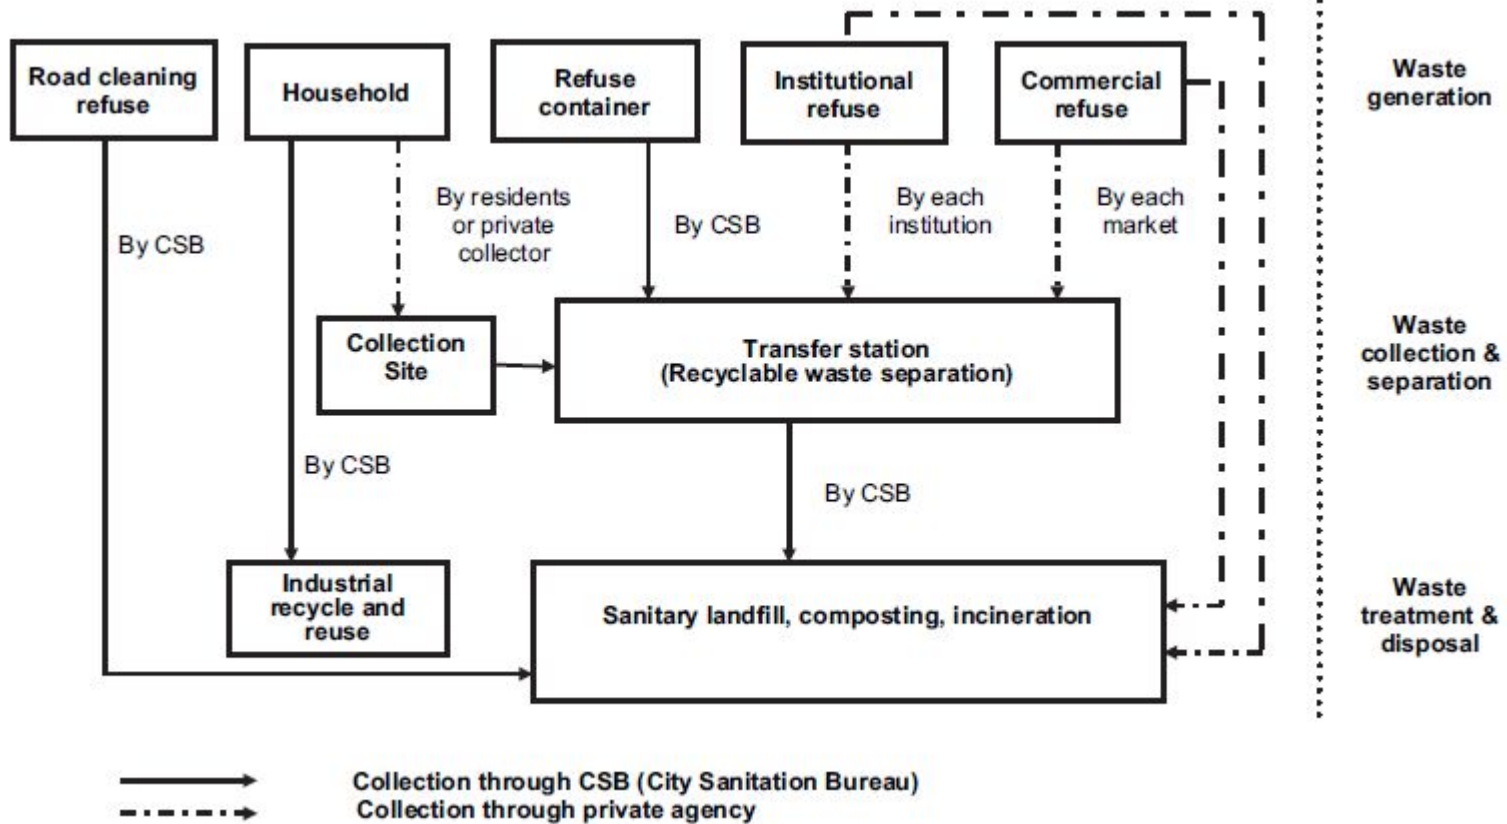 Road cleaning
refuse
Household
Refuse
container
Institutional
refuse
Commercial
refuse
Waste
generation
By CSB
By residents
or private
collector
By CSB
By each
institution
By each
market
Collection
Site
Transfer station
(Recyclable waste separation)
Waste
collection &
separation
By CSB
By CSB
Industrial
recycle and
reuse
Sanitary landfill, composting, incineration
Waste
treatment &
disposal
Collection through CSB (City Sanitation Bureau)
Collection through private agency